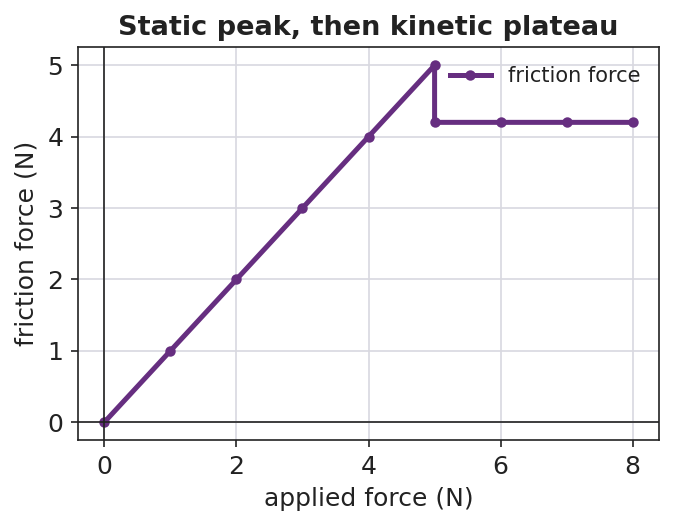 Static peak, then kinetic plateau
friction force (N)
5
4
3
2
1
0
friction force
0 2 4 6 8
applied force (N)